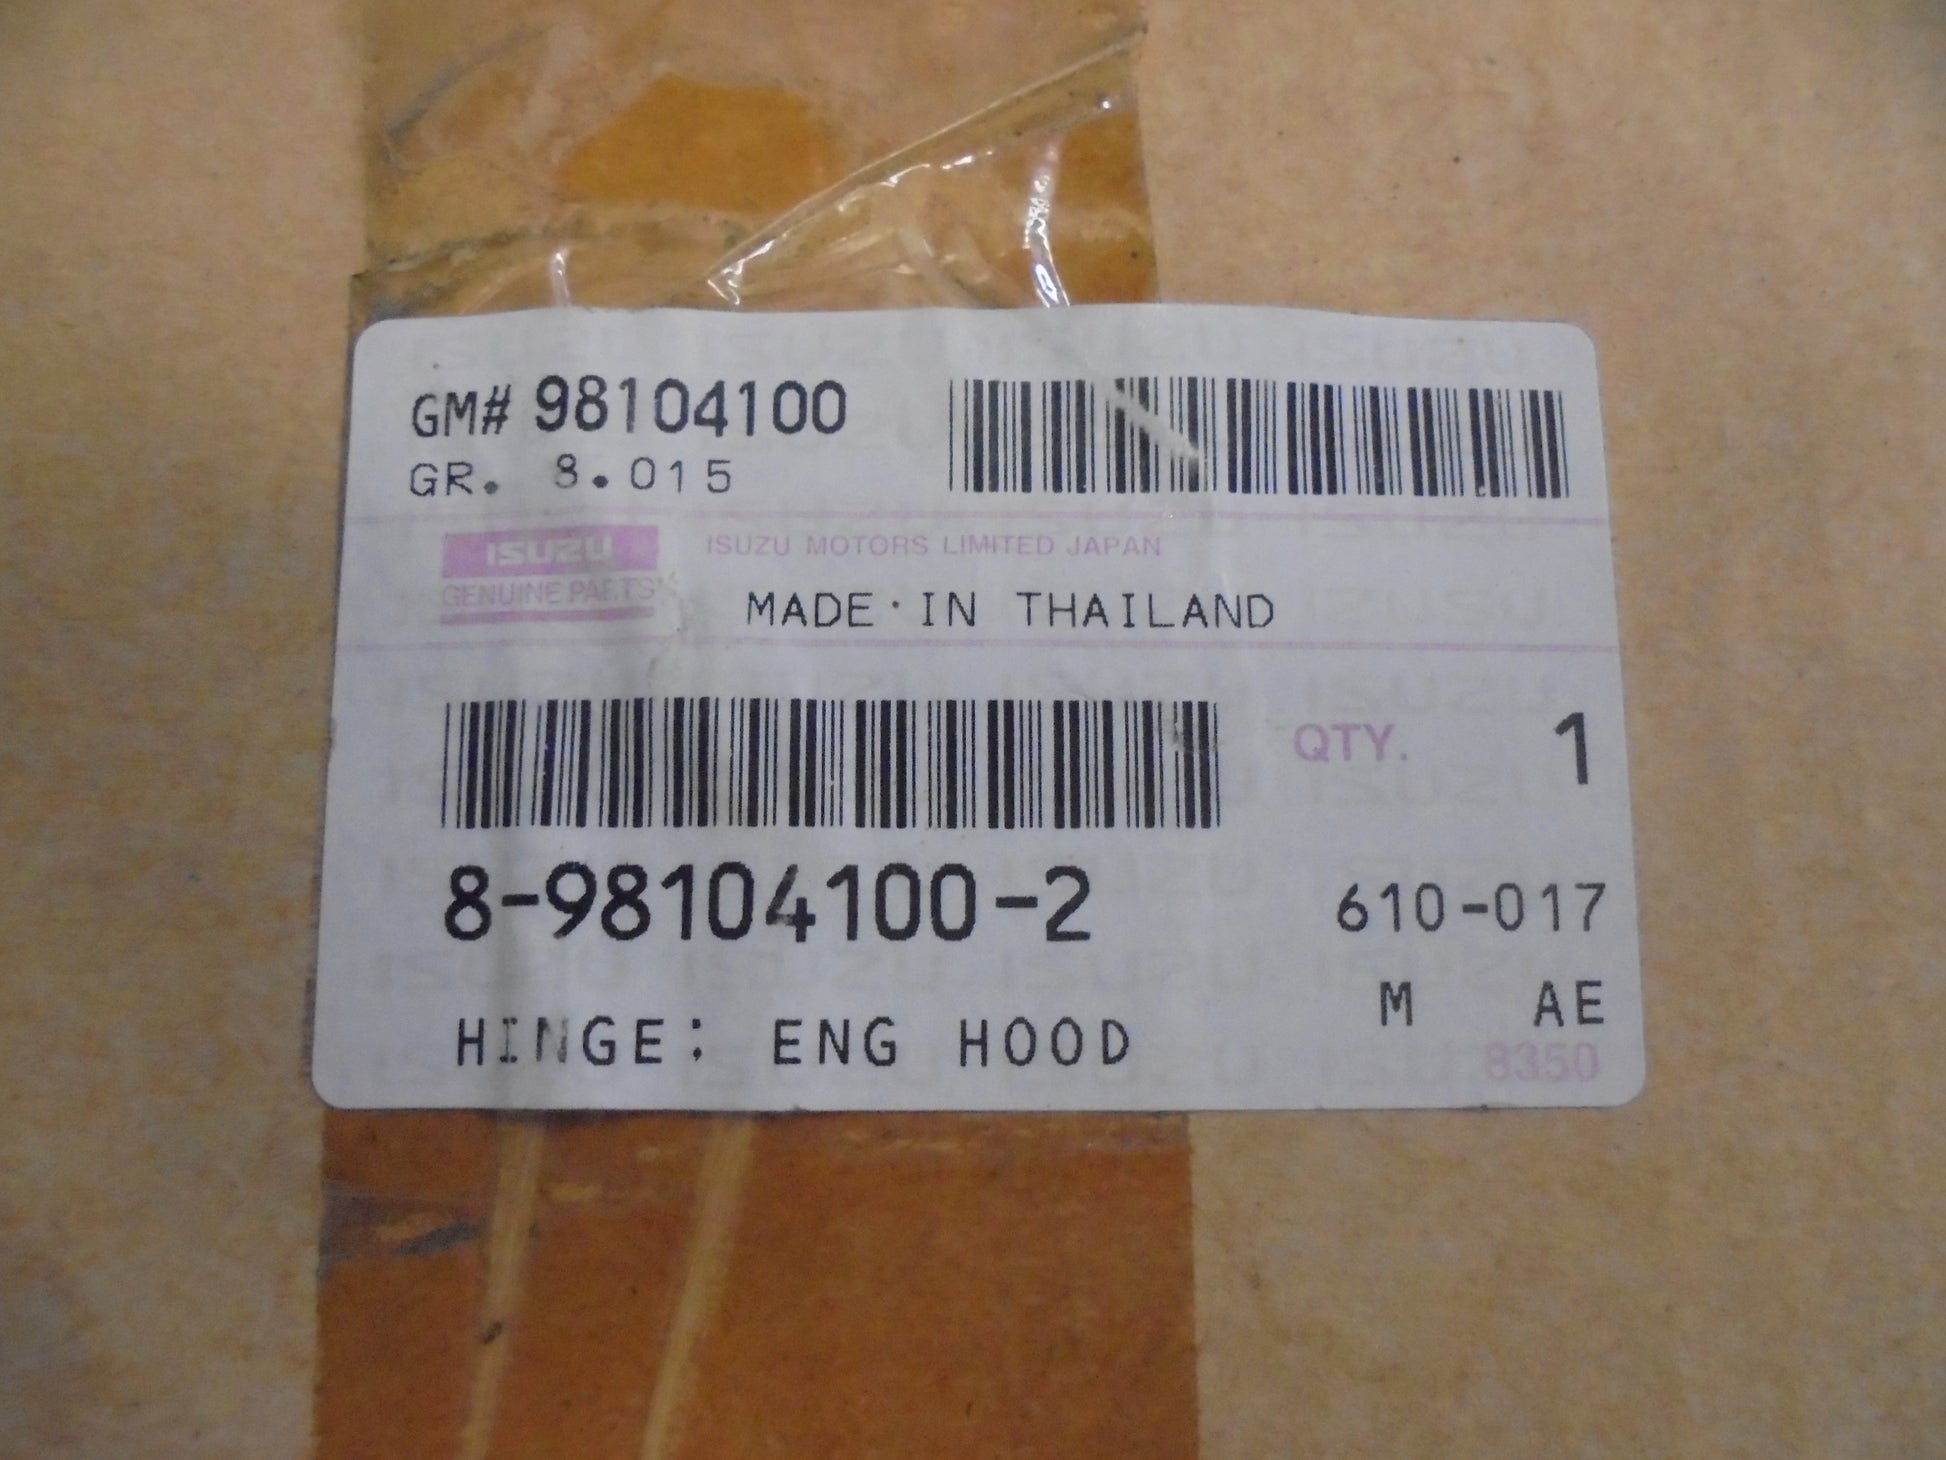 GM# 98104100
GR. 8.015
ISUZU
GENUINE PARTS
ISUZU MOTORS LIMITED JAPAN
MADE·IN THAILAND
QTY. 1
8-98104100-2
610-017
M AE
HINGE: ENG HOOD
8350